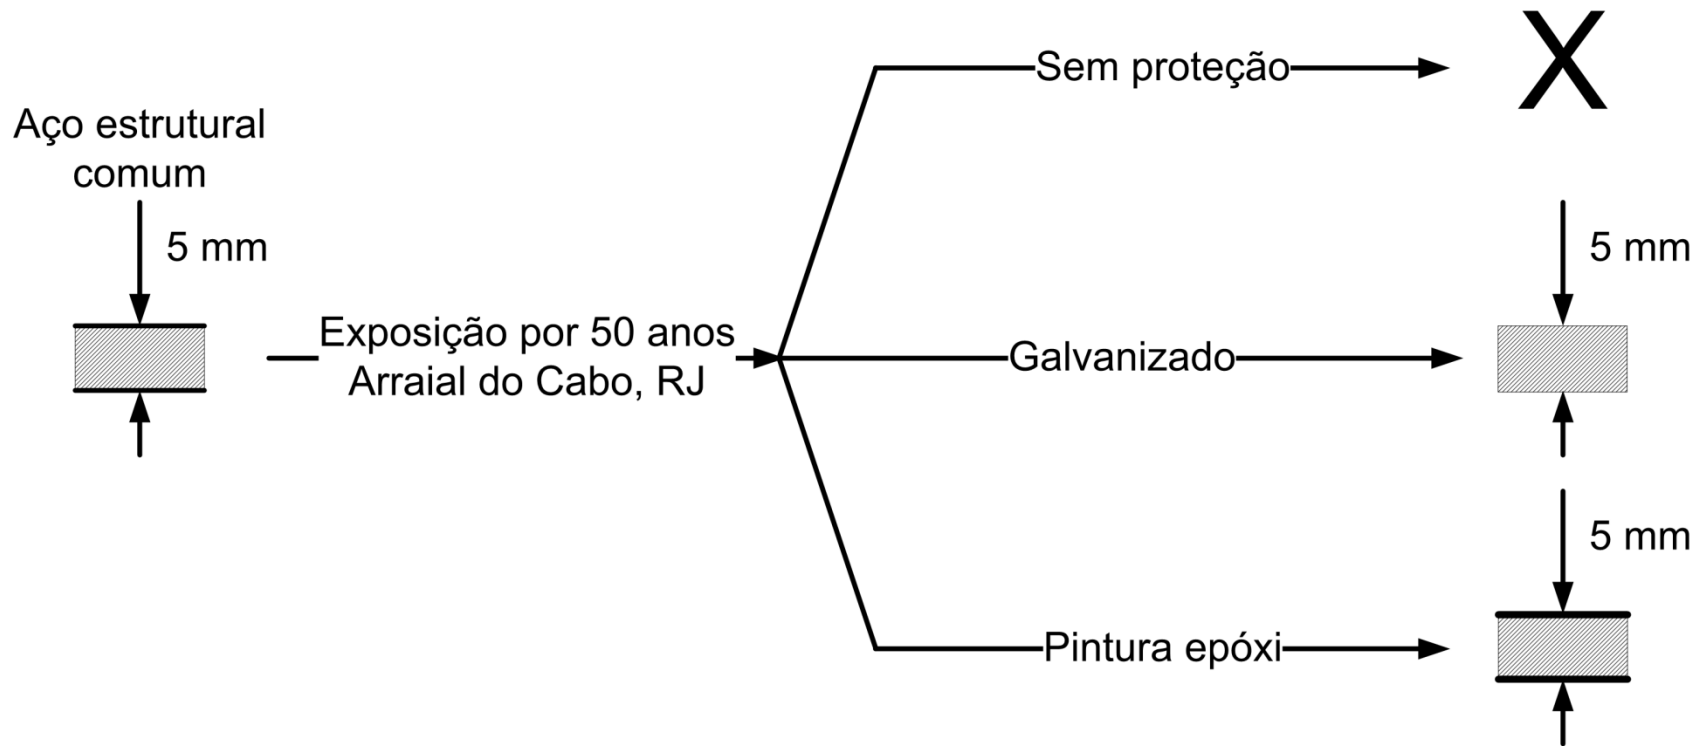 Aço estrutural
comum
5 mm
Exposição por 50 anos
Arraial do Cabo, RJ
Sem proteção
X
Galvanizado
5 mm
Pintura epóxi
5 mm